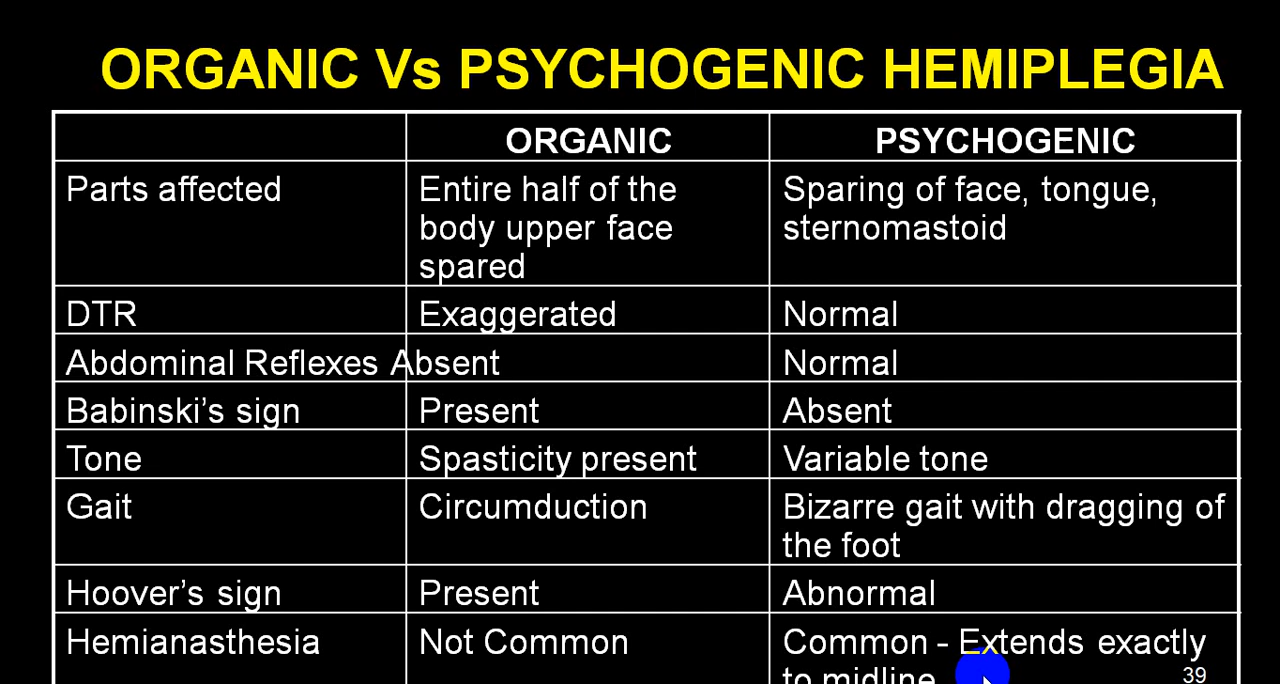 ORGANIC Vs PSYCHOGENIC HEMIPLEGIA
ORGANIC PSYCHOGENIC
Parts affected Entire half of the Sparing of face, tongue,
body upper face sternomastoid
spared
DTR Exaggerated Normal
Abdominal Reflexes Absent Normal
Babinski’s sign Present Absent
Tone Spasticity present Variable tone
Gait Circumduction Bizarre gait with dragging of
the foot
Hoover’s sign Present Abnormal
Hemianasthesia Not Common Common - Extends exactly
to midline 39